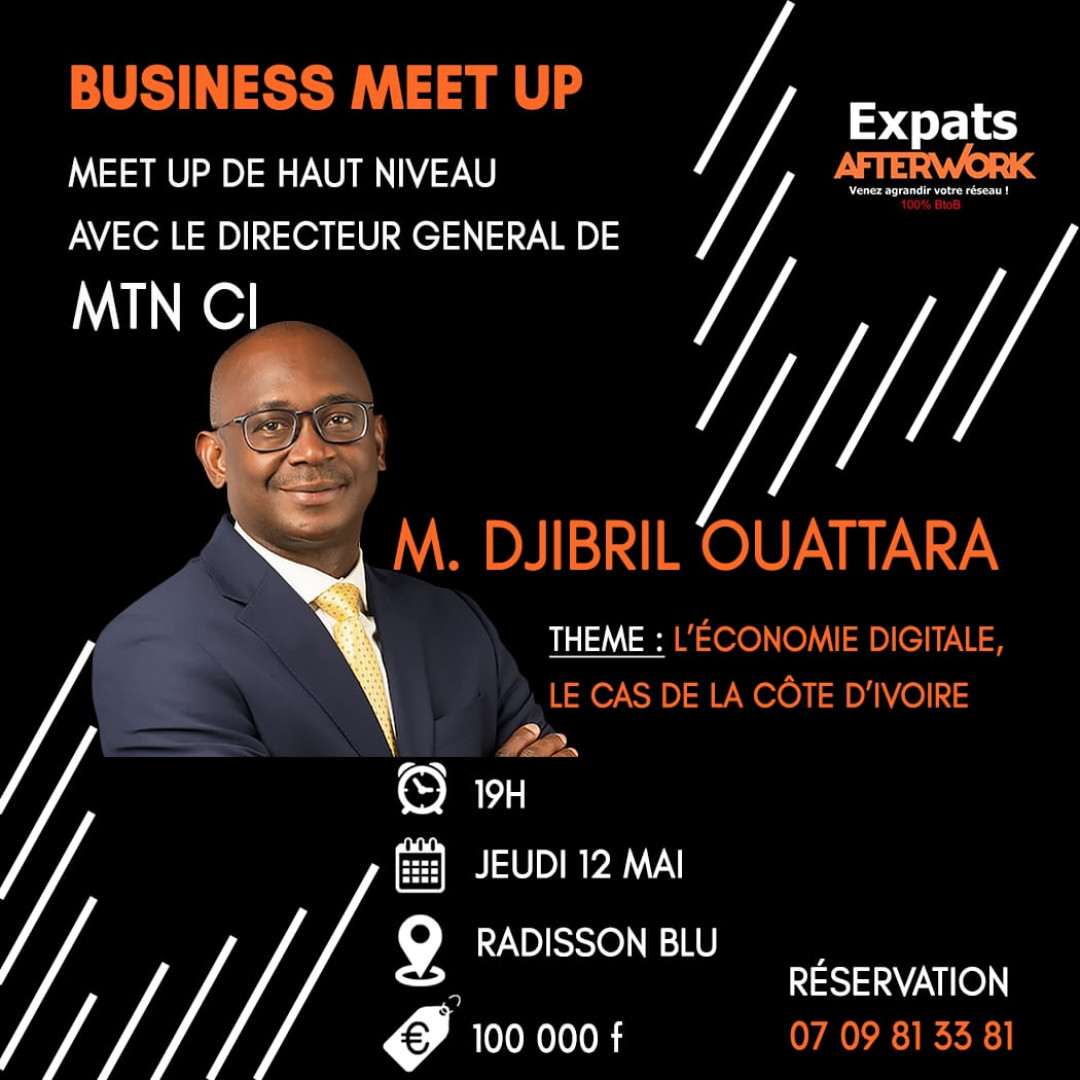 BUSINESS MEET UP
Expats
AFTERWORK
Venez agrandir votre réseau !
100% BtoB
MEET UP DE HAUT NIVEAU
AVEC LE DIRECTEUR GENERAL DE
MTN CI
M. DJIBRIL OUATTARA
THEME : L'ÉCONOMIE DIGITALE,
LE CAS DE LA CÔTE D'IVOIRE
19H
JEUDI 12 MAI
RADISSON BLU
€ 100 000 f
RÉSERVATION
07 09 81 33 81